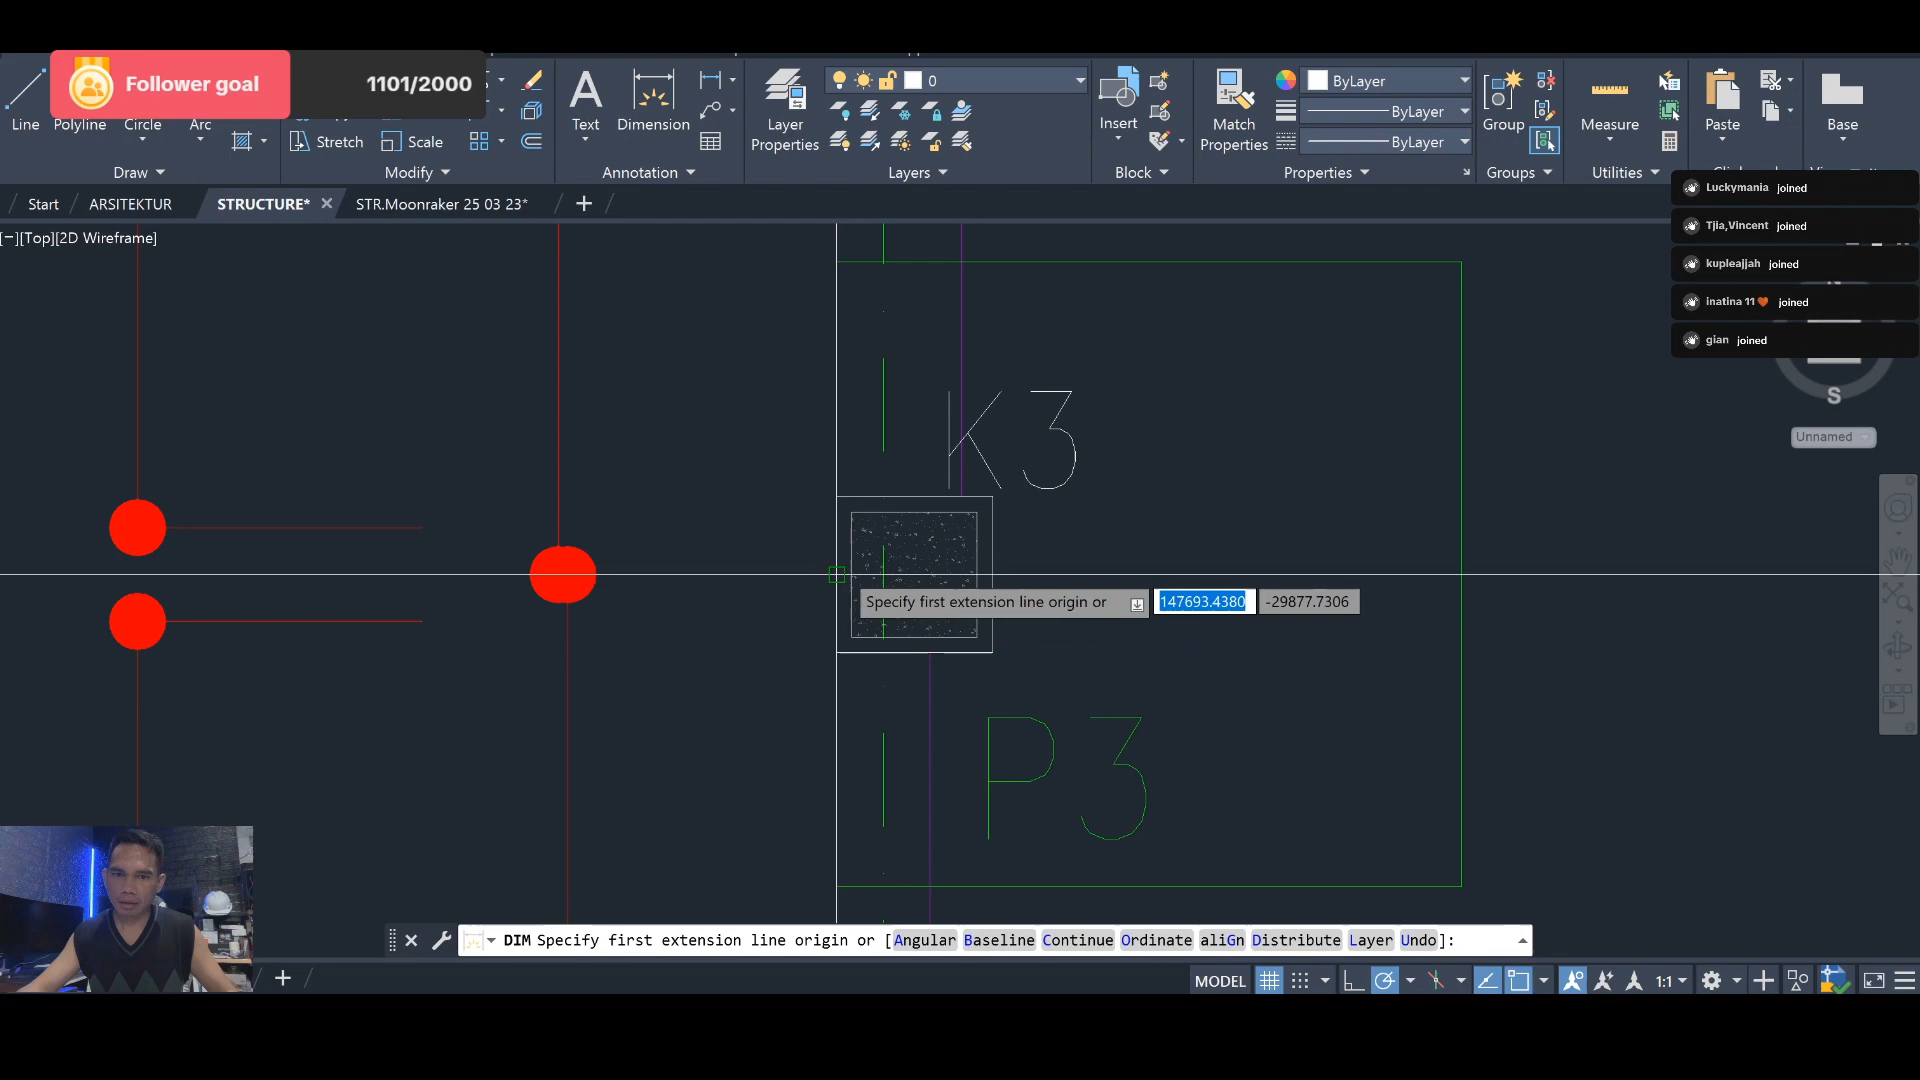 Follower goal 1101/2000
Line Polyline Circle Arc
Stretch Scale
Text Dimension
Layer Properties
0
Insert
Match Properties
ByLayer
ByLayer
ByLayer
Group
Measure
Paste
Base
Draw Modify Annotation Layers Block Properties Groups Utilities
Luckymania joined
Tjia,Vincent joined
kupleajjah joined
inatina 11❤ joined
gian joined
Start ARSITEKTUR STRUCTURE* STR.Moonraker 25 03 23*
[−][Top][2D Wireframe]
S
Unnamed
K3
Specify first extension line origin or 147693.4380 -29877.7306
P3
DIM Specify first extension line origin or [Angular Baseline Continue Ordinate aliGn Distribute Layer Undo]:
MODEL 1:1